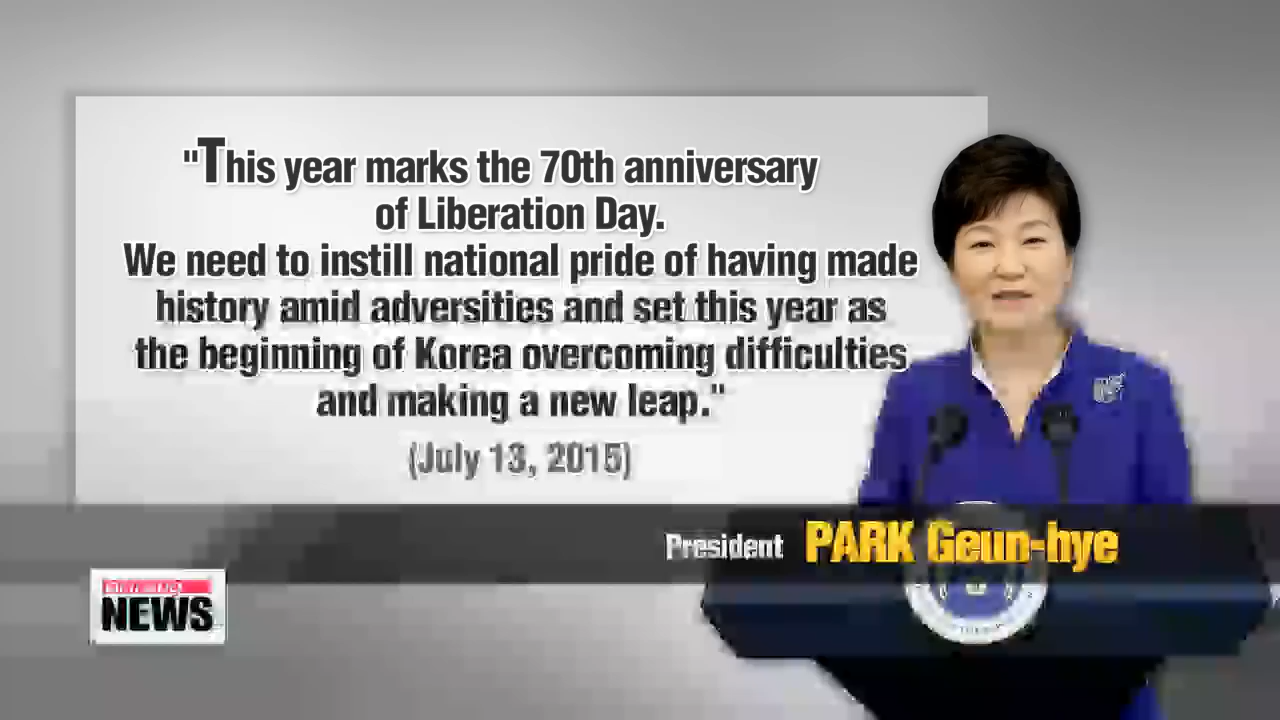 "This year marks the 70th anniversary
of Liberation Day.
We need to instill national pride of having made
history amid adversities and set this year as
the beginning of Korea overcoming difficulties
and making a new leap."
(July 13, 2015)
President PARK Geun-hye
NEWS